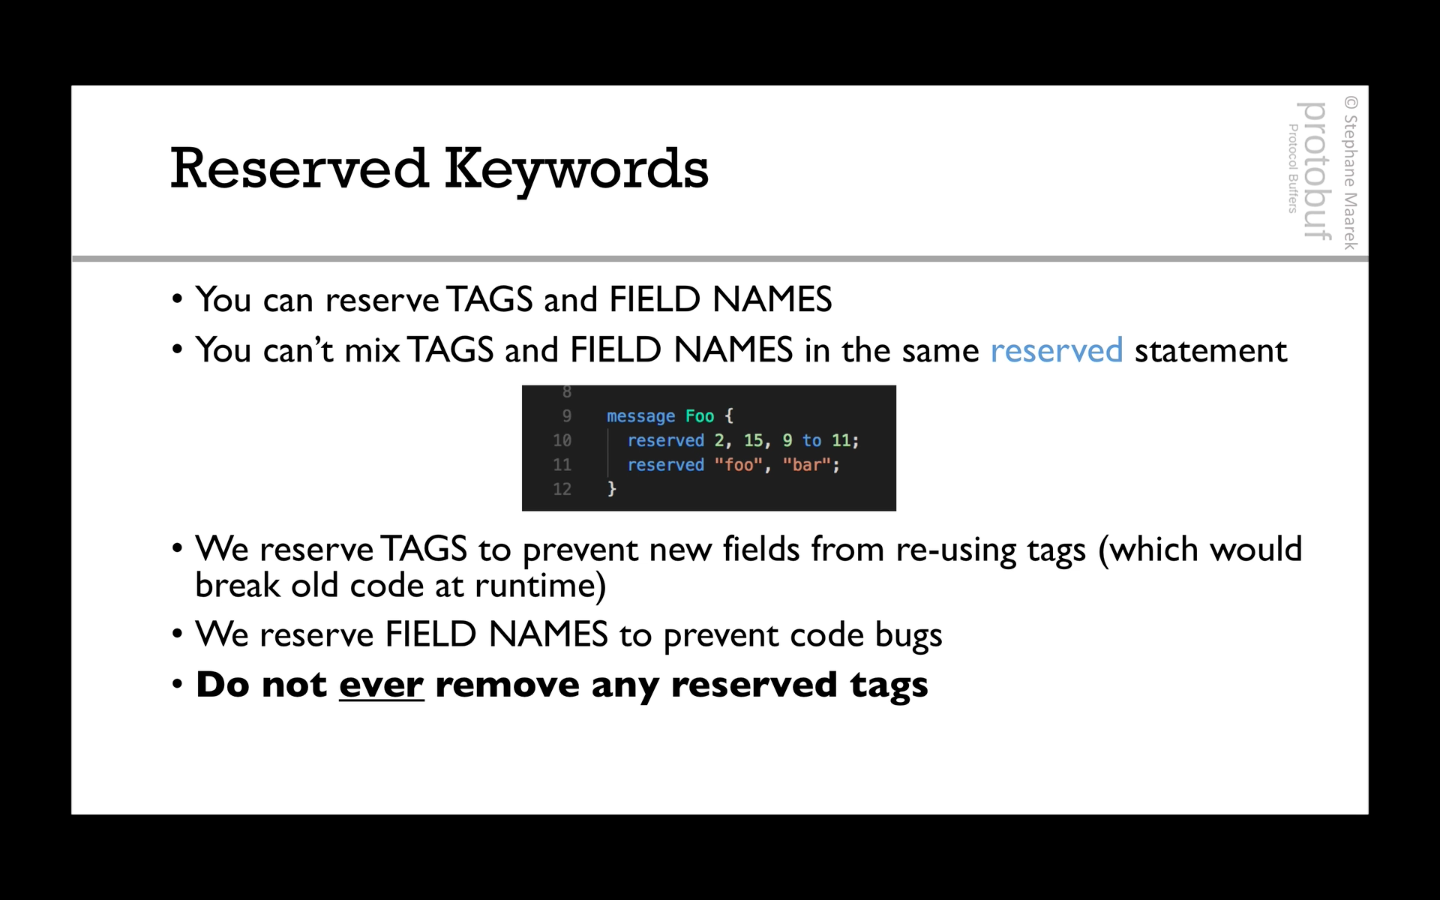 Reserved Keywords
© Stephane Maarek
protobuf
Protocol Buffers
• You can reserve TAGS and FIELD NAMES
• You can’t mix TAGS and FIELD NAMES in the same reserved statement
8
9 message Foo {
10 reserved 2, 15, 9 to 11;
11 reserved "foo", "bar";
12 }
• We reserve TAGS to prevent new fields from re-using tags (which would
break old code at runtime)
• We reserve FIELD NAMES to prevent code bugs
• Do not ever remove any reserved tags